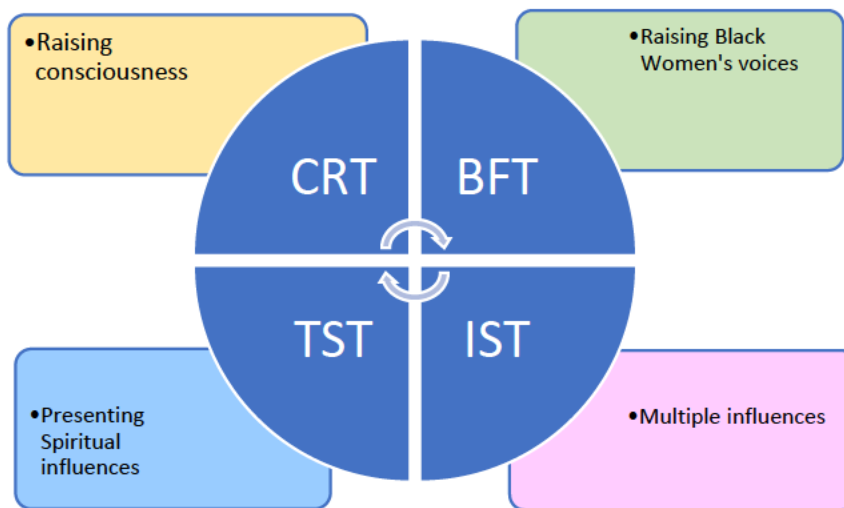 •Raising
consciousness
•Raising Black
Women's voices
CRT
BFT
TST
IST
•Presenting
Spiritual
influences
•Multiple influences